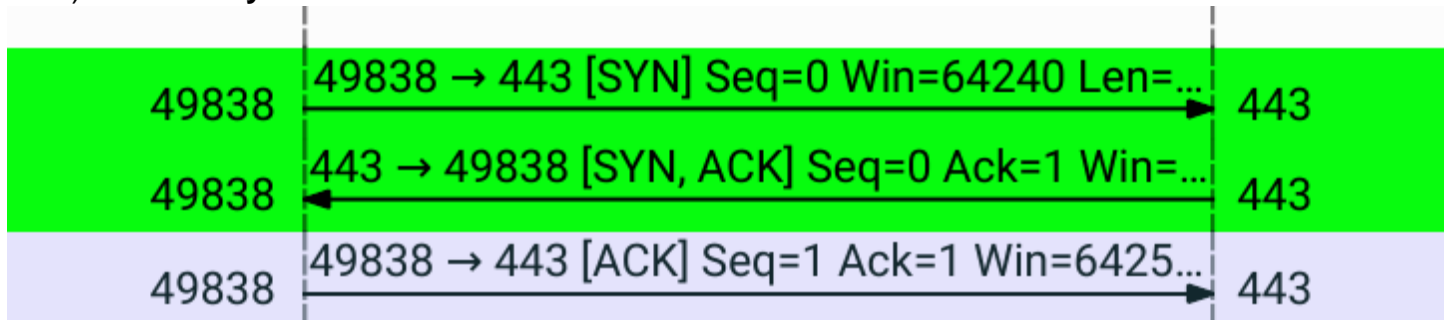 49838 → 443 [SYN] Seq=0 Win=64240 Len=...
49838 443
443 → 49838 [SYN, ACK] Seq=0 Ack=1 Win=...
49838 443
49838 → 443 [ACK] Seq=1 Ack=1 Win=6425...
49838 443